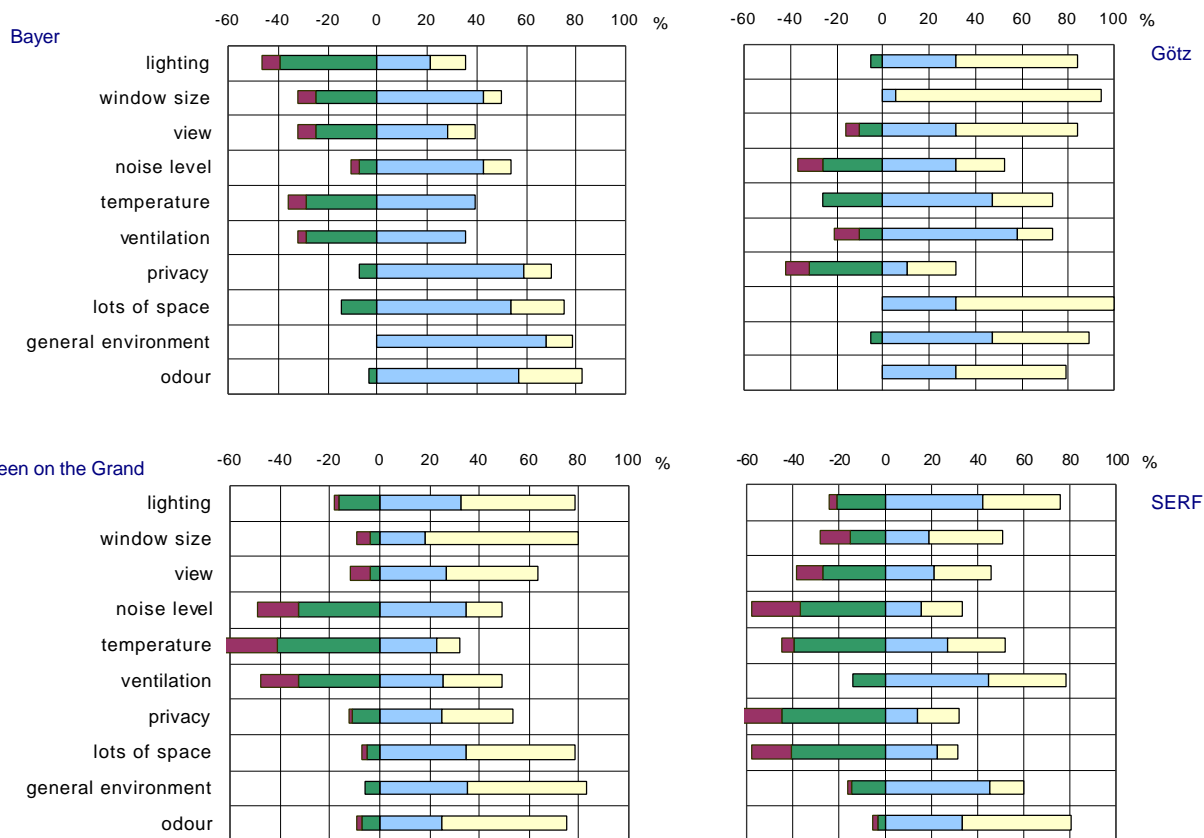 -60 -40 -20 0 20 40 60 80 100 %
Bayer
lighting
window size
view
noise level
temperature
ventilation
privacy
lots of space
general environment
odour
-60 -40 -20 0 20 40 60 80 100 %
Götz
een on the Grand
-60 -40 -20 0 20 40 60 80 100 %
lighting
window size
view
noise level
temperature
ventilation
privacy
lots of space
general environment
odour
-60 -40 -20 0 20 40 60 80 100 %
SERF